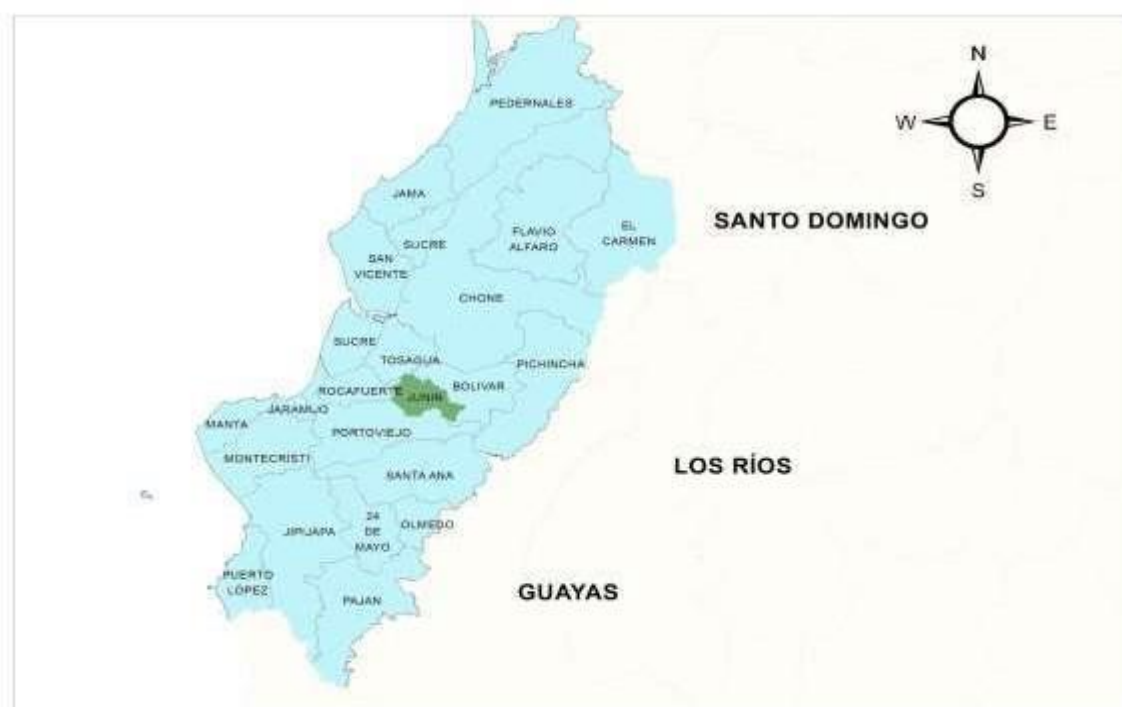 N
W E
S
PEDERNALES
JAMA
SANTO DOMINGO
SUCRE
FLAVIO
ALFARO
EL
CARMEN
SAN
VICENTE
CHONE
SUCRE
TOSAGUA
PICHINCHA
ROCAFUERTE
JUNIN
BOLIVAR
JARAMIJO
MANTA
PORTOVIEJO
MONTECRISTI
LOS RÍOS
SANTA ANA
24
DE
MAYO
OLMEDO
JIPIJAPA
PUERTO
LÓPEZ
PAJAN
GUAYAS